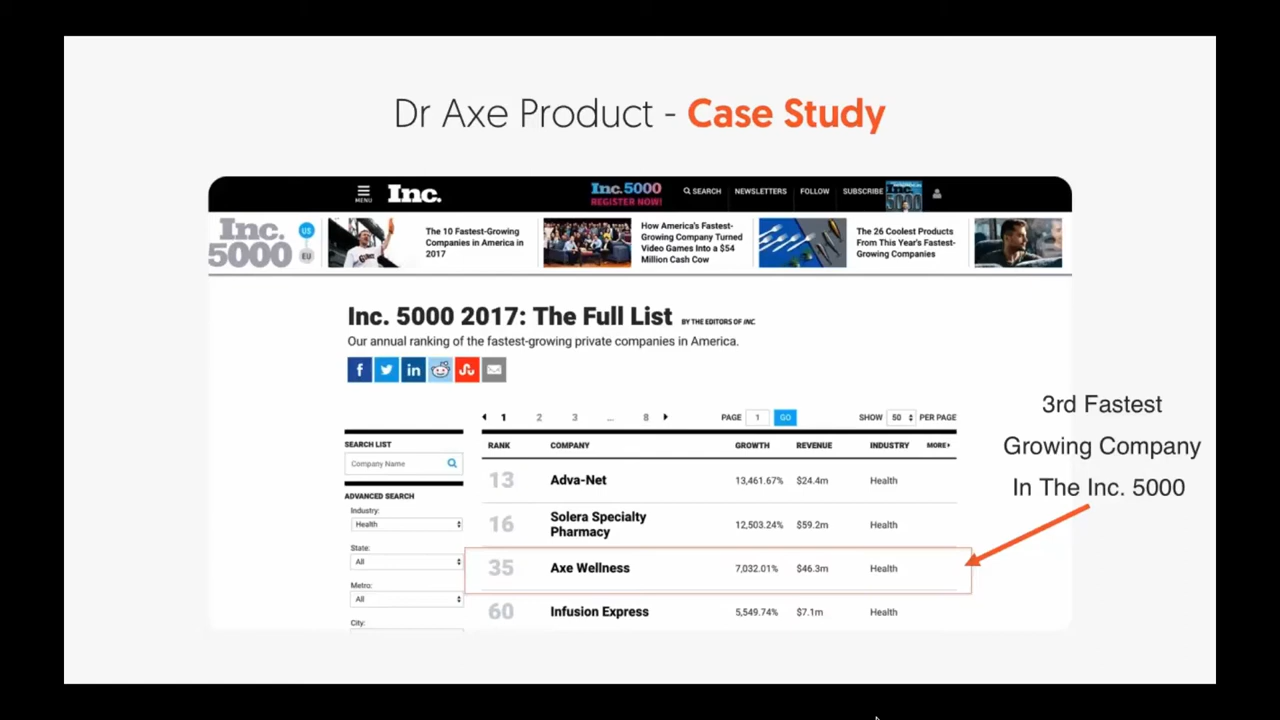 Dr Axe Product - Case Study
MENU
Inc.
Inc.5000
REGISTER NOW!
SEARCH
NEWSLETTERS
FOLLOW
SUBSCRIBE
5000
Inc.
5000
US
EU
The 10 Fastest-Growing
Companies in America in
2017
How America's Fastest-
Growing Company Turned
Video Games Into a $54
Million Cash Cow
The 26 Coolest Products
From This Year's Fastest-
Growing Companies
Inc. 5000 2017: The Full List BY THE EDITORS OF INC.
Our annual ranking of the fastest-growing private companies in America.
1 2 3 ... 8 PAGE 1 GO SHOW 50 PER PAGE
SEARCH LIST
Company Name
ADVANCED SEARCH
Industry:
Health
State:
All
Metro:
All
City:
RANK COMPANY GROWTH REVENUE INDUSTRY MORE+
13 Adva-Net 13,461.67% $24.4m Health
16 Solera Specialty
Pharmacy 12,503.24% $59.2m Health
35 Axe Wellness 7,032.01% $46.3m Health
60 Infusion Express 5,549.74% $7.1m Health
3rd Fastest
Growing Company
In The Inc. 5000